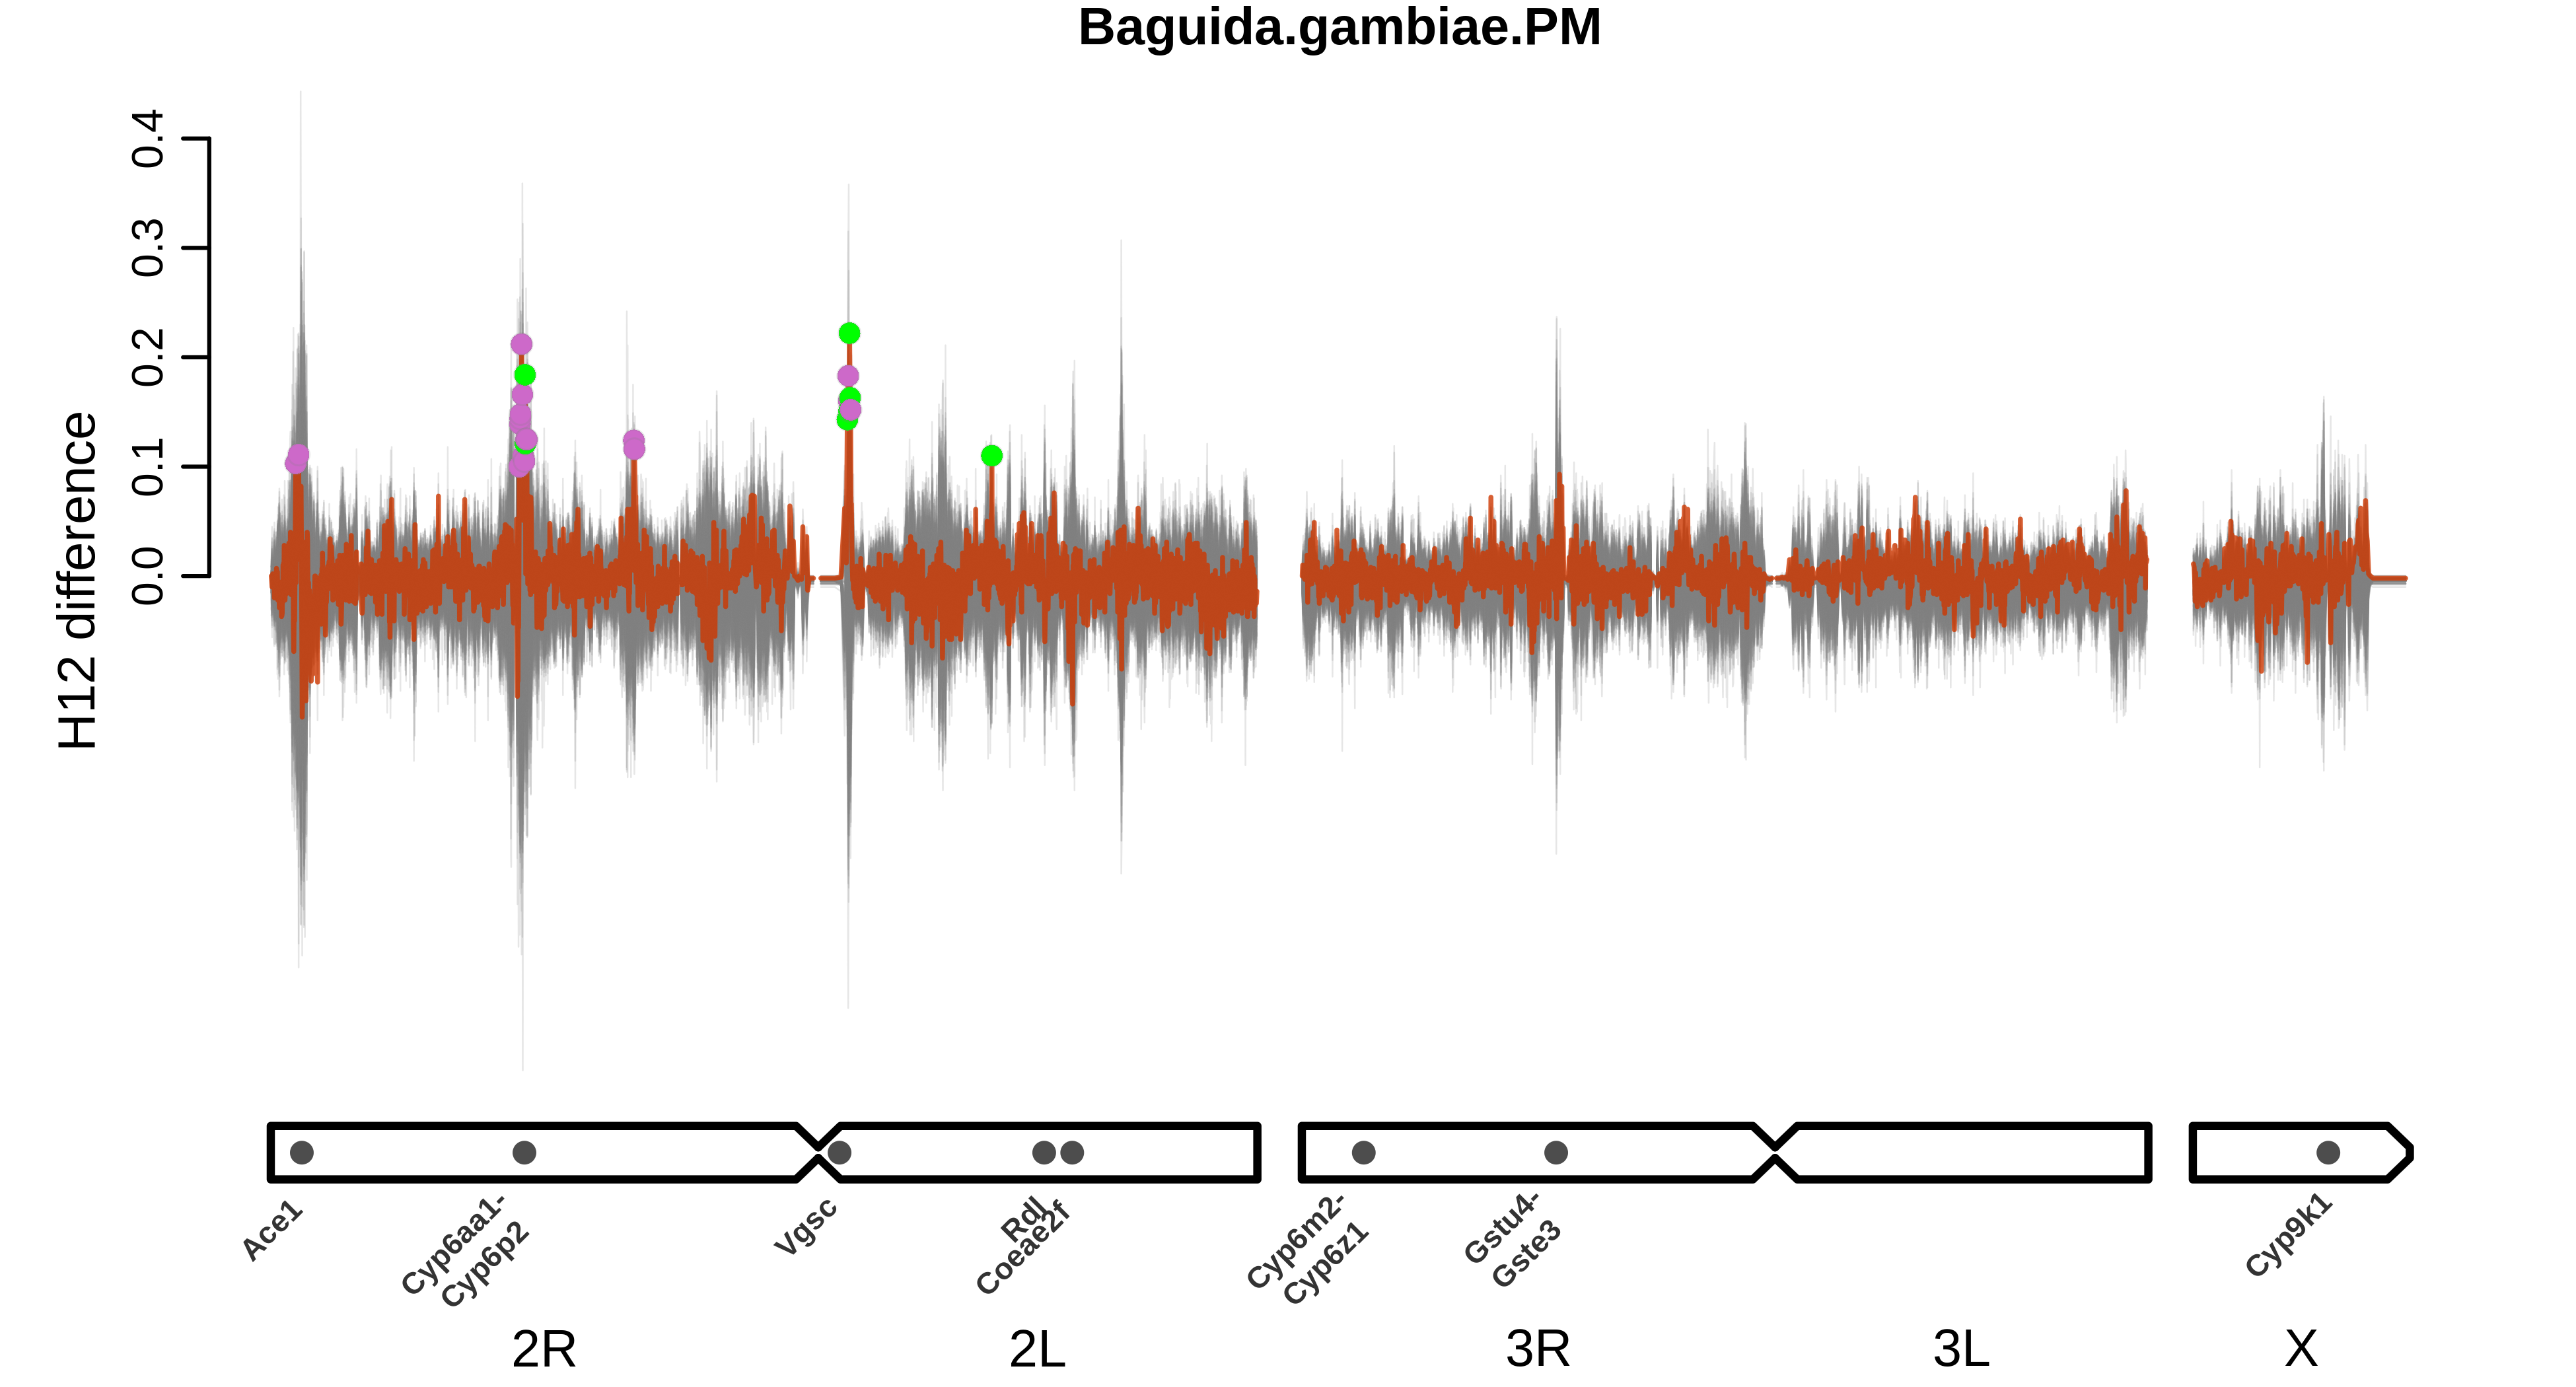 Baguida.gambiae.PM
H12 difference
0.4
0.3
0.2
0.1
0.0
Ace1
Cyp6aa1-
Cyp6p2
Vgsc
Rdl
Coeae2f
Cyp6m2-
Cyp6z1
Gstu4-
Gste3
Cyp9k1
2R
2L
3R
3L
X